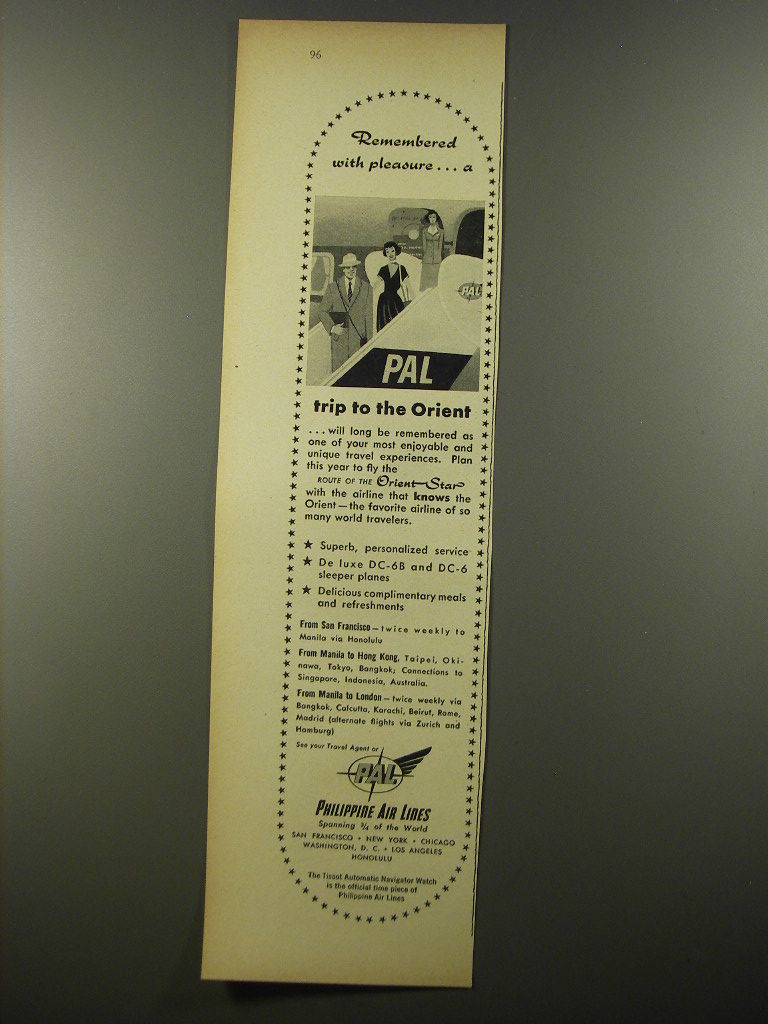 96
Remembered
with pleasure... a
PAL
PAL
trip to the Orient
...will long be remembered as
one of your most enjoyable and
unique travel experiences. Plan
this year to fly the
ROUTE OF THE Orient Star
with the airline that knows the
Orient—the favorite airline of so
many world travelers.
★ Superb, personalized service
★ De luxe DC-6B and DC-6
sleeper planes
★ Delicious complimentary meals
and refreshments
From San Francisco—twice weekly to
Manila via Honolulu
From Manila to Hong Kong, Taipei, Oki-
nawa, Tokyo, Bangkok; Connections to
Singapore, Indonesia, Australia.
From Manila to London—twice weekly via
Bangkok, Calcutta, Karachi, Beirut, Rome,
Madrid (alternate flights via Zurich and
Hamburg)
See your Travel Agent or
PAL
PHILIPPINE AIR LINES
Spanning ¾ of the World
SAN FRANCISCO • NEW YORK • CHICAGO
WASHINGTON, D. C. • LOS ANGELES
HONOLULU
The Tissot Automatic Navigator Watch
is the official time piece of
Philippine Air Lines